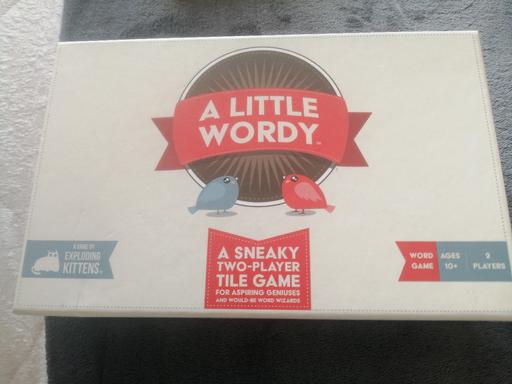 A LITTLE
WORDY™
A GAME BY
EXPLODING
KITTENS®
A SNEAKY
TWO-PLAYER
TILE GAME
FOR ASPIRING GENIUSES
AND WOULD-BE WORD WIZARDS
WORD
GAME
AGES
10+
2
PLAYERS